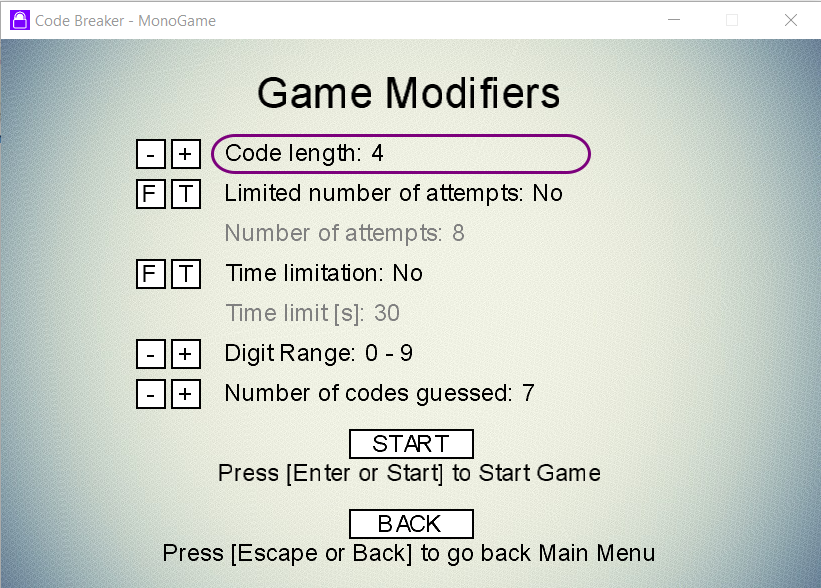 Code Breaker - MonoGame
Game Modifiers
- + Code length: 4
F T Limited number of attempts: No
Number of attempts: 8
F T Time limitation: No
Time limit [s]: 30
- + Digit Range: 0 - 9
- + Number of codes guessed: 7
START
Press [Enter or Start] to Start Game
BACK
Press [Escape or Back] to go back Main Menu